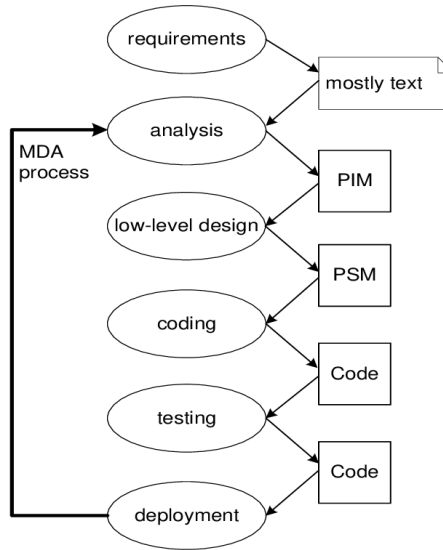 requirements
mostly text
analysis
MDA
process
PIM
low-level design
PSM
coding
Code
testing
Code
deployment